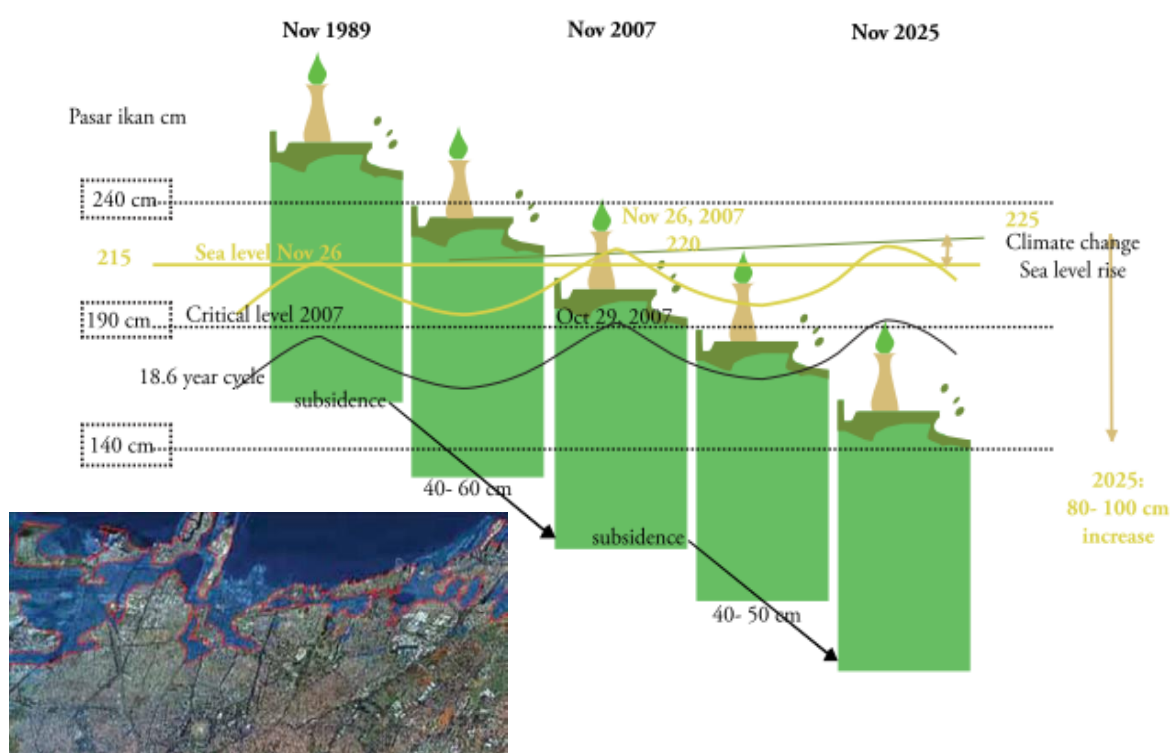 Nov 1989
Nov 2007
Nov 2025
Pasar ikan cm
240 cm
Nov 26, 2007
220
225
215
Sea level Nov 26
Climate change
Sea level rise
190 cm
Critical level 2007
Oct 29, 2007
18.6 year cycle
subsidence
140 cm
40- 60 cm
2025:
80- 100 cm
increase
subsidence
40- 50 cm